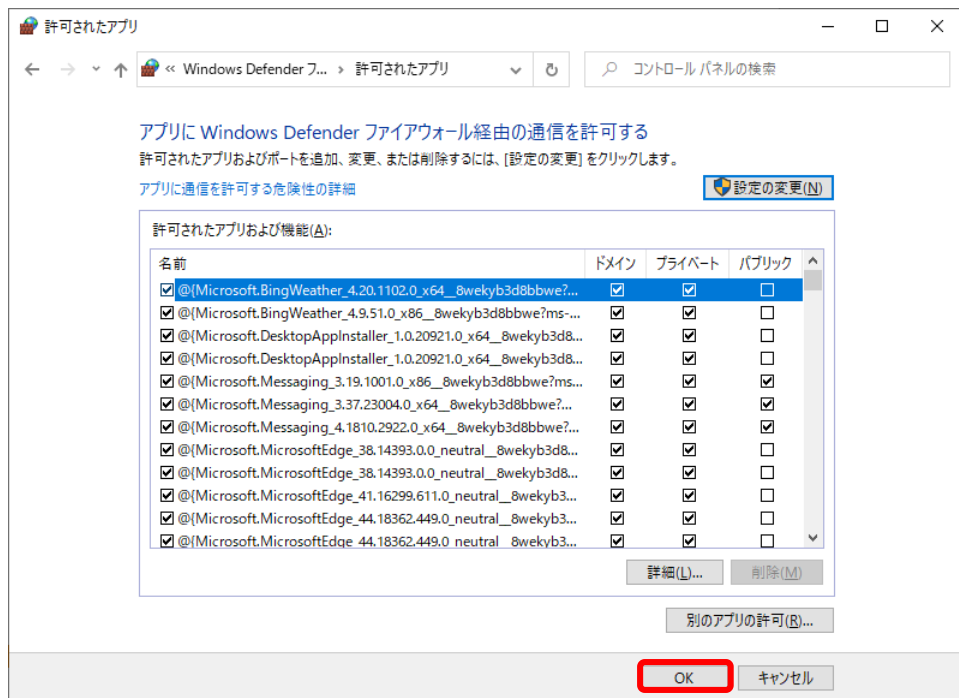 許可されたアプリ
« Windows Defender フ... › 許可されたアプリ
コントロール パネルの検索
アプリに Windows Defender ファイアウォール経由の通信を許可する
許可されたアプリおよびポートを追加、変更、または削除するには、[設定の変更] をクリックします。
アプリに通信を許可する危険性の詳細
設定の変更(N)
許可されたアプリおよび機能(A):
名前 ドメイン プライベート パブリック
@{Microsoft.BingWeather_4.20.1102.0_x64__8wekyb3d8bbwe?...
@{Microsoft.BingWeather_4.9.51.0_x86__8wekyb3d8bbwe?ms-...
@{Microsoft.DesktopAppInstaller_1.0.20921.0_x64__8wekyb3d8...
@{Microsoft.DesktopAppInstaller_1.0.20921.0_x64__8wekyb3d8...
@{Microsoft.Messaging_3.19.1001.0_x86__8wekyb3d8bbwe?ms...
@{Microsoft.Messaging_3.37.23004.0_x64__8wekyb3d8bbwe?...
@{Microsoft.Messaging_4.1810.2922.0_x64__8wekyb3d8bbwe?...
@{Microsoft.MicrosoftEdge_38.14393.0.0_neutral__8wekyb3d8...
@{Microsoft.MicrosoftEdge_38.14393.0.0_neutral__8wekyb3d8...
@{Microsoft.MicrosoftEdge_41.16299.611.0_neutral__8wekyb3...
@{Microsoft.MicrosoftEdge_44.18362.449.0_neutral__8wekyb3...
@{Microsoft.MicrosoftEdge_44.18362.449.0_neutral__8wekyb3...
詳細(L)... 削除(M)
別のアプリの許可(R)...
OK キャンセル